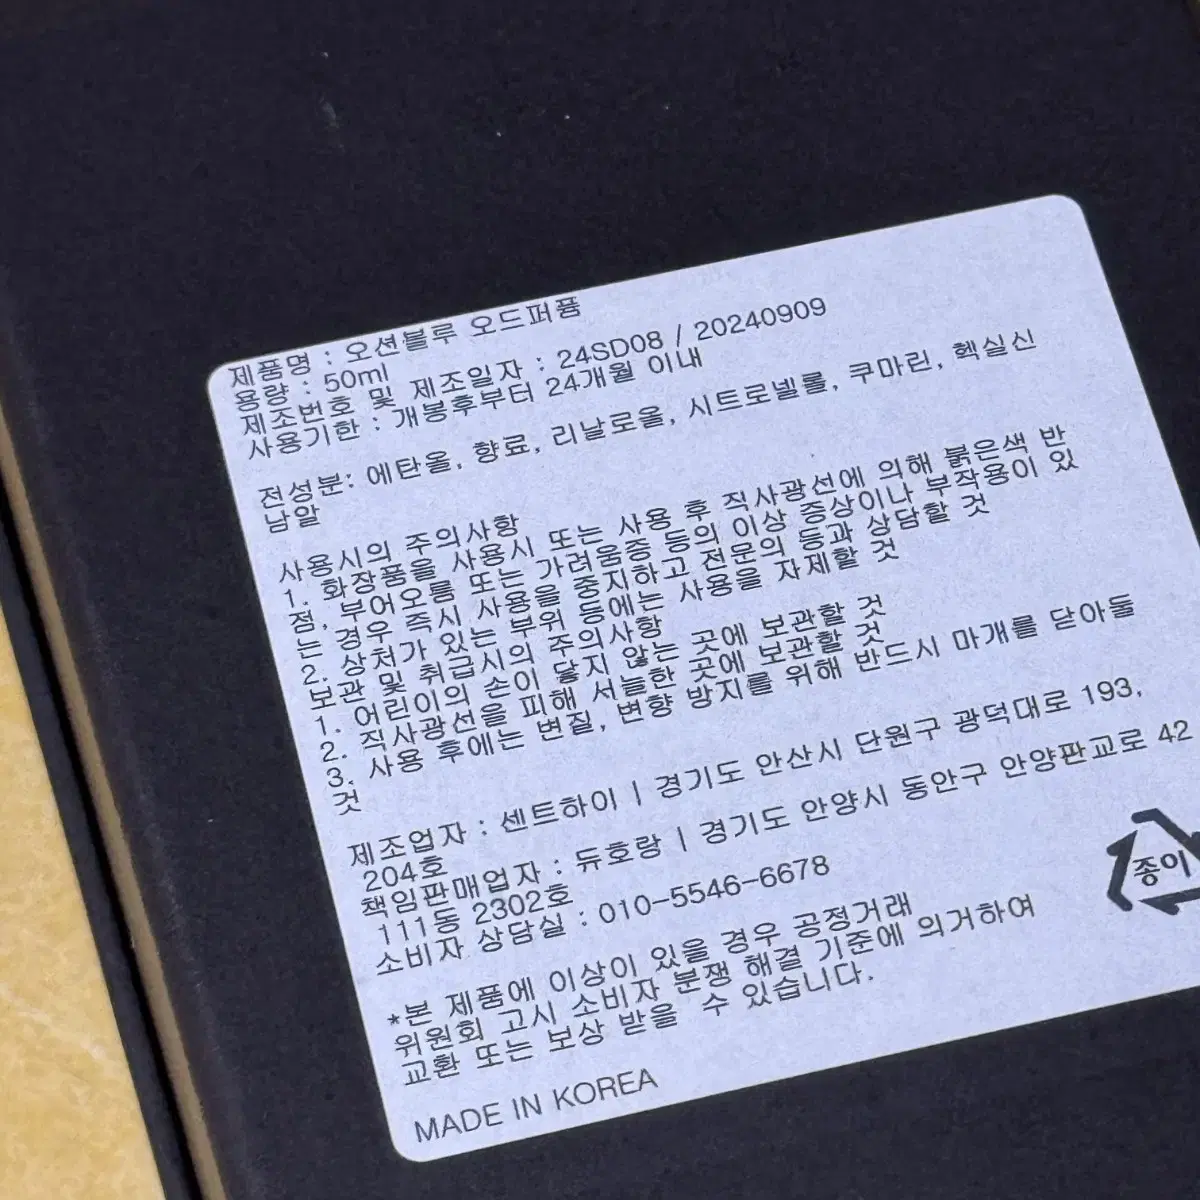 제품명 : 오션블루 오드퍼퓸
용량 : 50ml
제조번호 및 제조일자 : 24SD08 / 20240909
사용기한 : 개봉후부터 24개월 이내
전성분: 에탄올, 향료, 리날로올, 시트로넬롤, 쿠마린, 헥실신
남알
사용시의 주의사항
1. 화장품을 사용시 또는 사용 후 직사광선에 의해 붉은색 반
점, 부어오름 또는 가려움증 등의 이상 증상이나 부작용이 있
는 경우 즉시 사용을 중지하고 전문의 등과 상담할 것
2. 상처가 있는 부위 등에는 사용을 자제할 것
보관 및 취급시의 주의사항
1. 어린이의 손이 닿지 않는 곳에 보관할 것
2. 직사광선을 피해 서늘한 곳에 보관할 것
3. 사용 후에는 변질, 변향 방지를 위해 반드시 마개를 닫아둘
것
제조업자 : 센트하이 | 경기도 안산시 단원구 광덕대로 193,
204호
책임판매업자 : 듀호랑 | 경기도 안양시 동안구 안양판교로 42
111동 2302호
소비자 상담실 : 010-5546-6678
종이
*본 제품에 이상이 있을 경우 공정거래
위원회 고시 소비자 분쟁 해결 기준에 의거하여
교환 또는 보상 받을 수 있습니다.
MADE IN KOREA